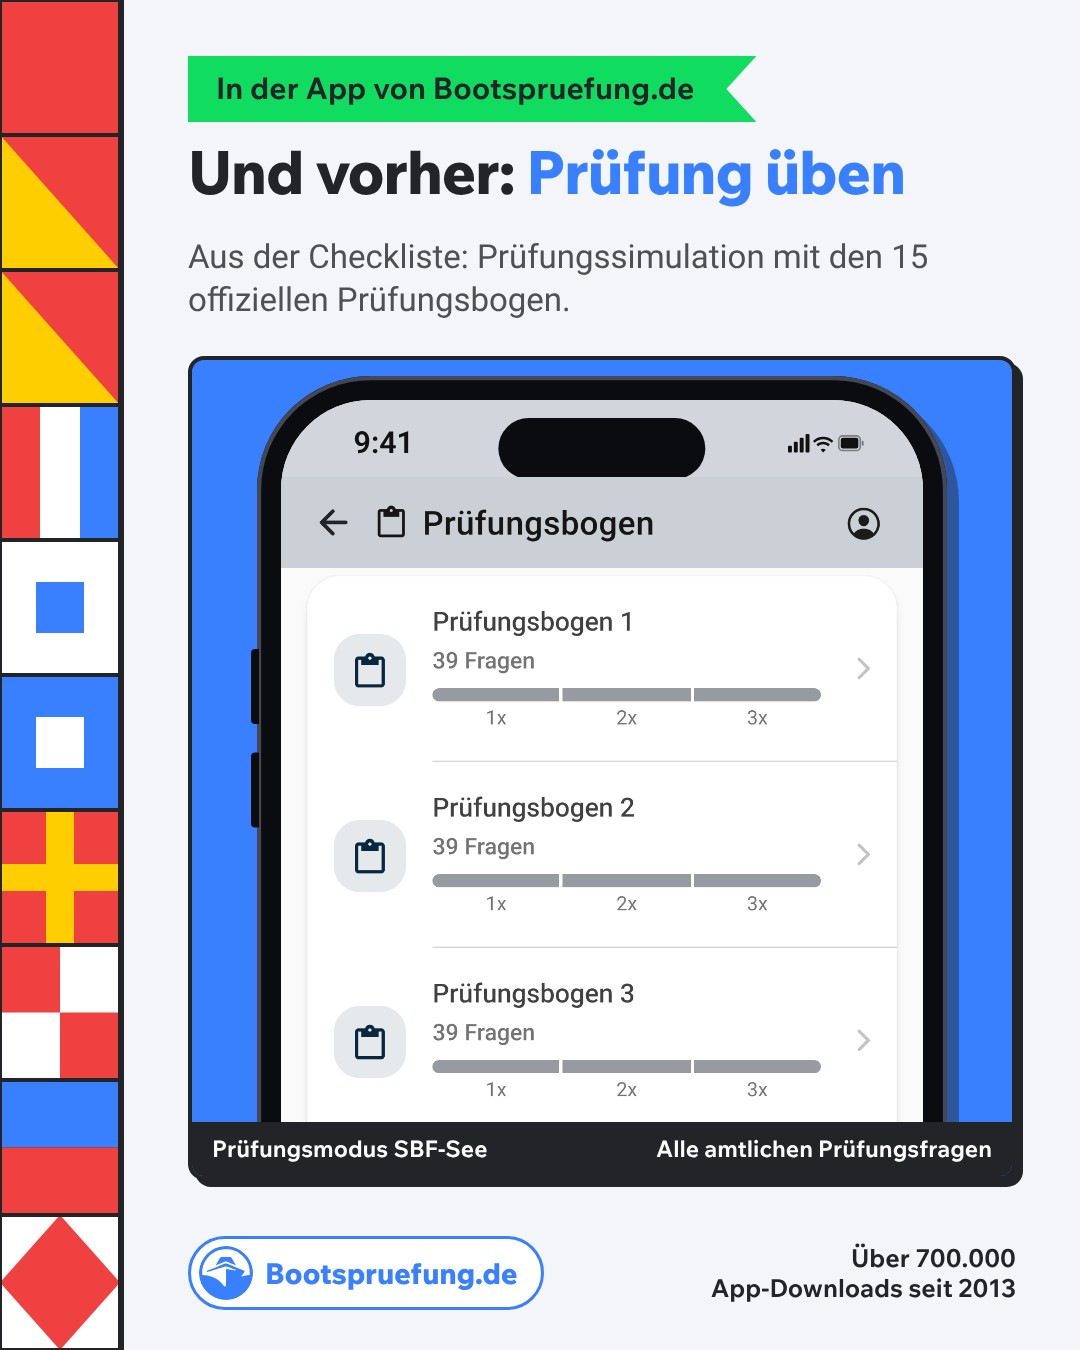 In der App von Bootspruefung.de
Und vorher: Prüfung üben
Aus der Checkliste: Prüfungssimulation mit den 15
offiziellen Prüfungsbogen.
9:41
Prüfungsbogen
Prüfungsbogen 1
39 Fragen
1x 2x 3x
Prüfungsbogen 2
39 Fragen
1x 2x 3x
Prüfungsbogen 3
39 Fragen
1x 2x 3x
Prüfungsmodus SBF-See
Alle amtlichen Prüfungsfragen
Bootspruefung.de
Über 700.000
App-Downloads seit 2013